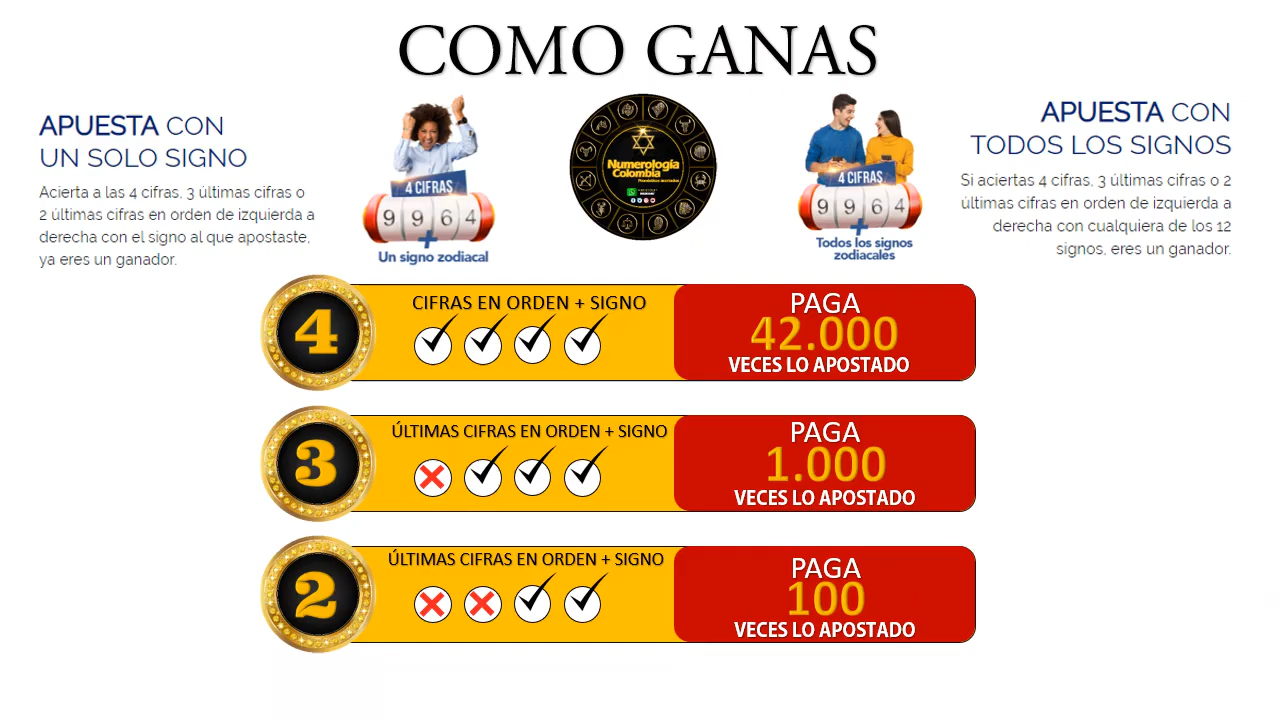 COMO GANAS
APUESTA CON
UN SOLO SIGNO
Acierta a las 4 cifras, 3 últimas cifras o
2 últimas cifras en orden de izquierda a
derecha con el signo al que apostaste,
ya eres un ganador.
4 CIFRAS
9 9 6 4
+
Un signo zodiacal
Numerología
Colombia
APUESTA CON
TODOS LOS SIGNOS
Si aciertas 4 cifras, 3 últimas cifras o 2
últimas cifras en orden de izquierda a
derecha con cualquiera de los 12
signos, eres un ganador.
4 CIFRAS
9 9 6 4
+
Todos los signos
zodiacales
4
CIFRAS EN ORDEN + SIGNO
PAGA
42.000
VECES LO APOSTADO
3
ÚLTIMAS CIFRAS EN ORDEN + SIGNO
PAGA
1.000
VECES LO APOSTADO
2
ÚLTIMAS CIFRAS EN ORDEN + SIGNO
PAGA
100
VECES LO APOSTADO